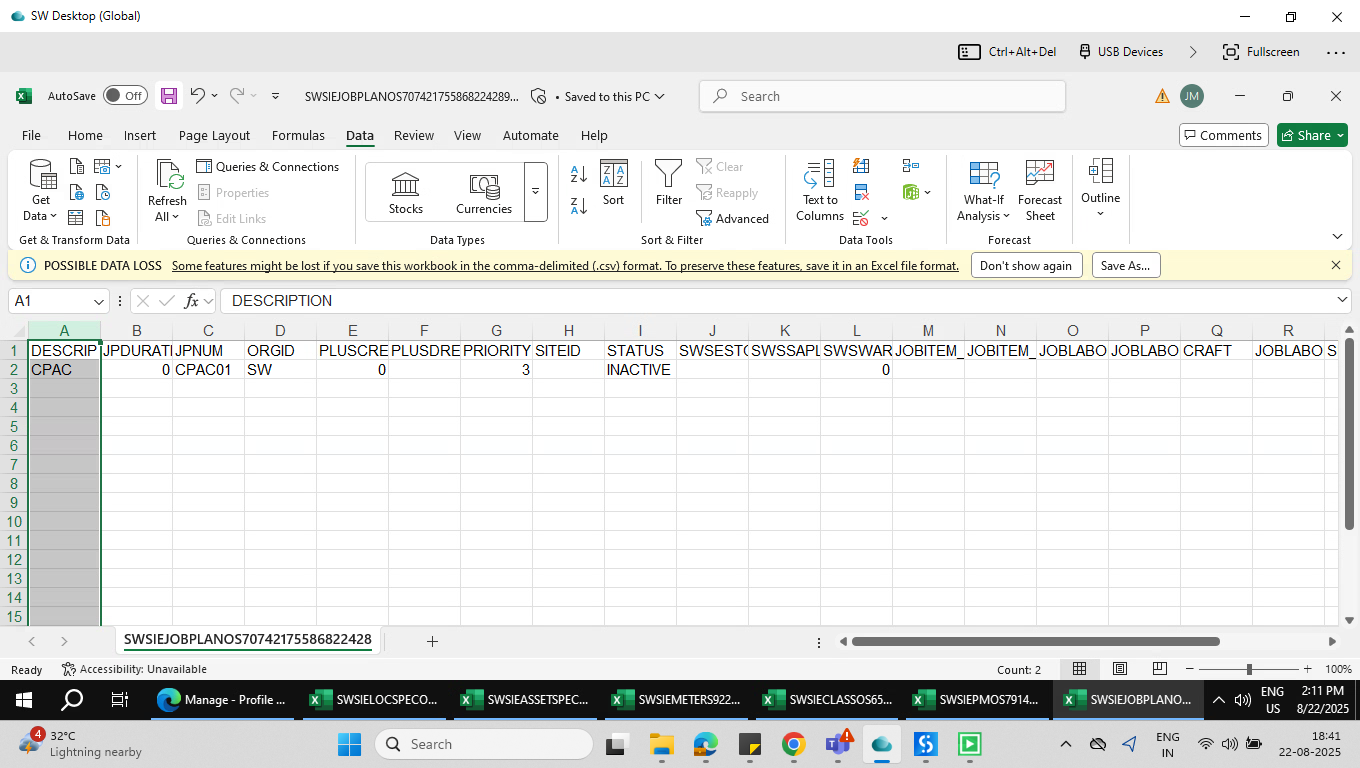 SW Desktop (Global)
Ctrl+Alt+Del USB Devices Fullscreen
AutoSave Off SWSIEJOBPLANOS707421755868224289... • Saved to this PC Search JM
File Home Insert Page Layout Formulas Data Review View Automate Help Comments Share
Get Data Refresh All Queries & Connections Properties Edit Links
Stocks Currencies
Sort Filter Clear Reapply Advanced
Text to Columns What-If Analysis Forecast Sheet Outline
Get & Transform Data Queries & Connections Data Types Sort & Filter Data Tools Forecast
POSSIBLE DATA LOSS Some features might be lost if you save this workbook in the comma-delimited (.csv) format. To preserve these features, save it in an Excel file format. Don't show again Save As...
A1 fx DESCRIPTION
A B C D E F G H I J K L M N O P Q R
1 DESCRIP JPDURATI JPNUM ORGID PLUSCRE PLUSDRE PRIORITY SITEID STATUS SWSESTC SWSSAPL SWSWAR JOBITEM_ JOBITEM_ JOBLABO JOBLABO CRAFT JOBLABO S
2 CPAC 0 CPAC01 SW 0 3 INACTIVE 0
3
4
5
6
7
8
9
10
11
12
13
14
15
SWSIEJOBPLANOS70742175586822428
Ready Accessibility: Unavailable Count: 2 100%
Manage - Profile ... SWSIELOCSPECO... SWSIEASSETSPEC... SWSIEMETERS922... SWSIECLASSOS65... SWSIEPMOS7914... SWSIEJOBPLANO... ENG US 2:11 PM 8/22/2025
4 32°C Lightning nearby Search ENG IN 18:41 22-08-2025